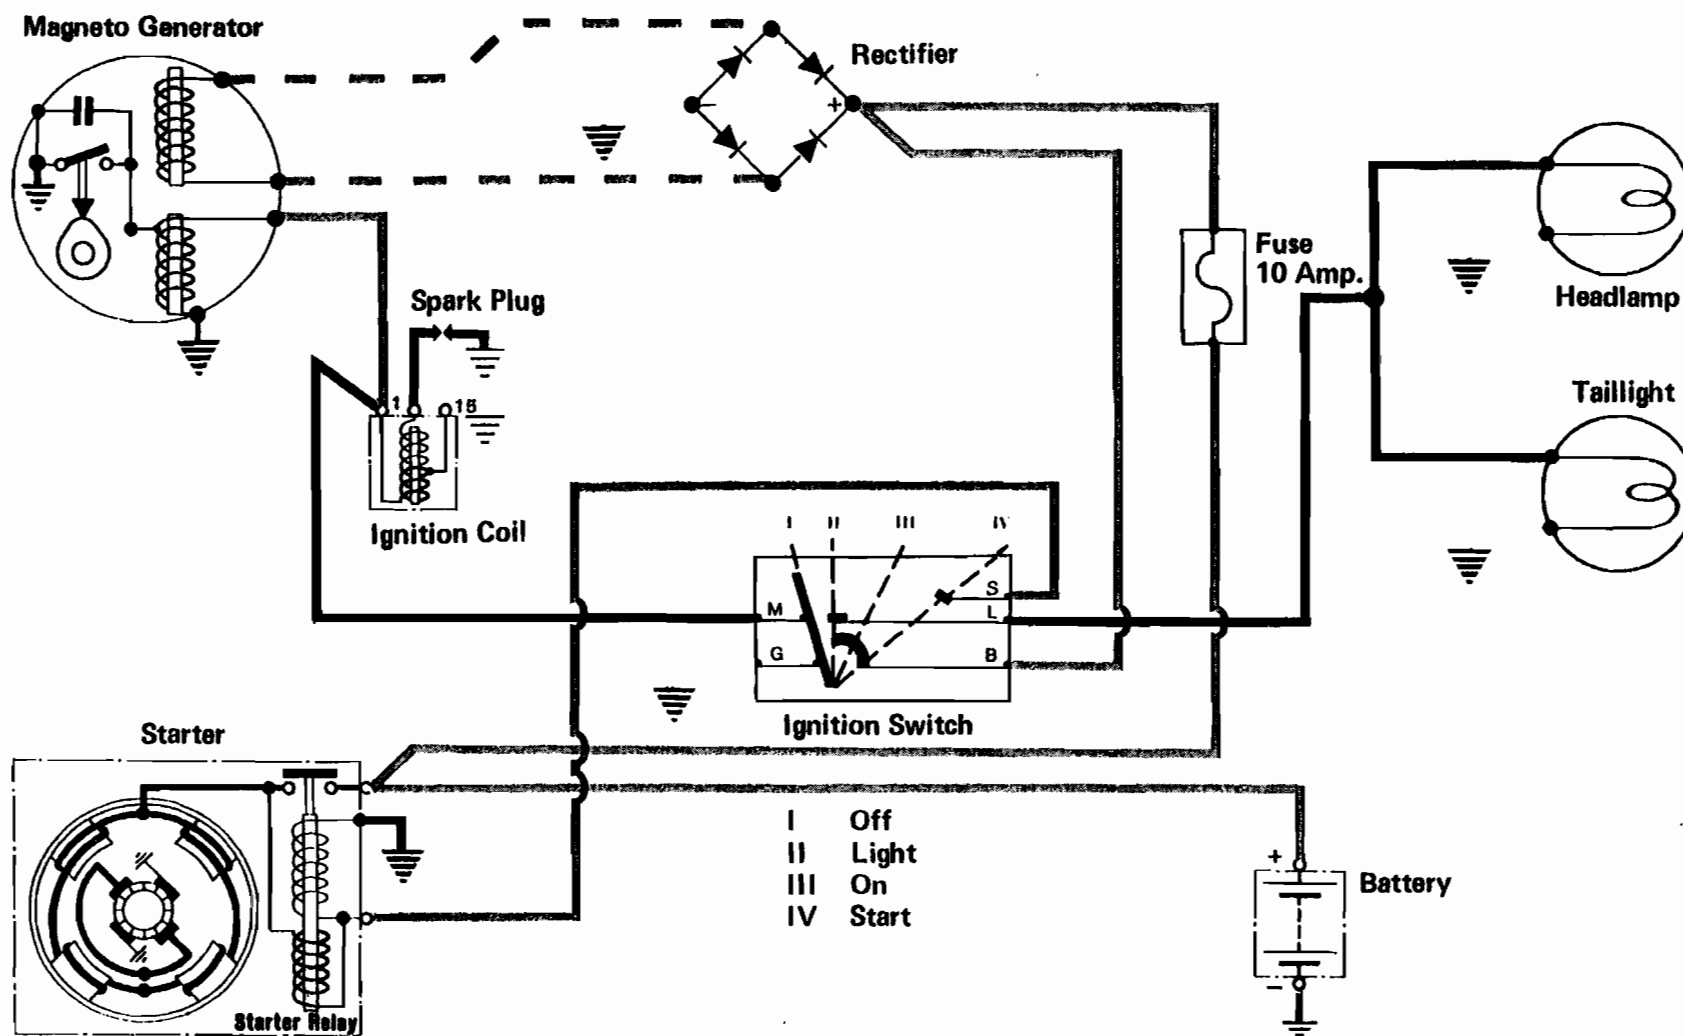 Magneto Generator
Rectifier
−
+
Fuse
10 Amp.
Headlamp
Spark Plug
1
15
Ignition Coil
Taillight
I II III IV
S
M
L
G
B
Ignition Switch
Starter
I Off
II Light
III On
IV Start
+
Battery
−
Starter Relay